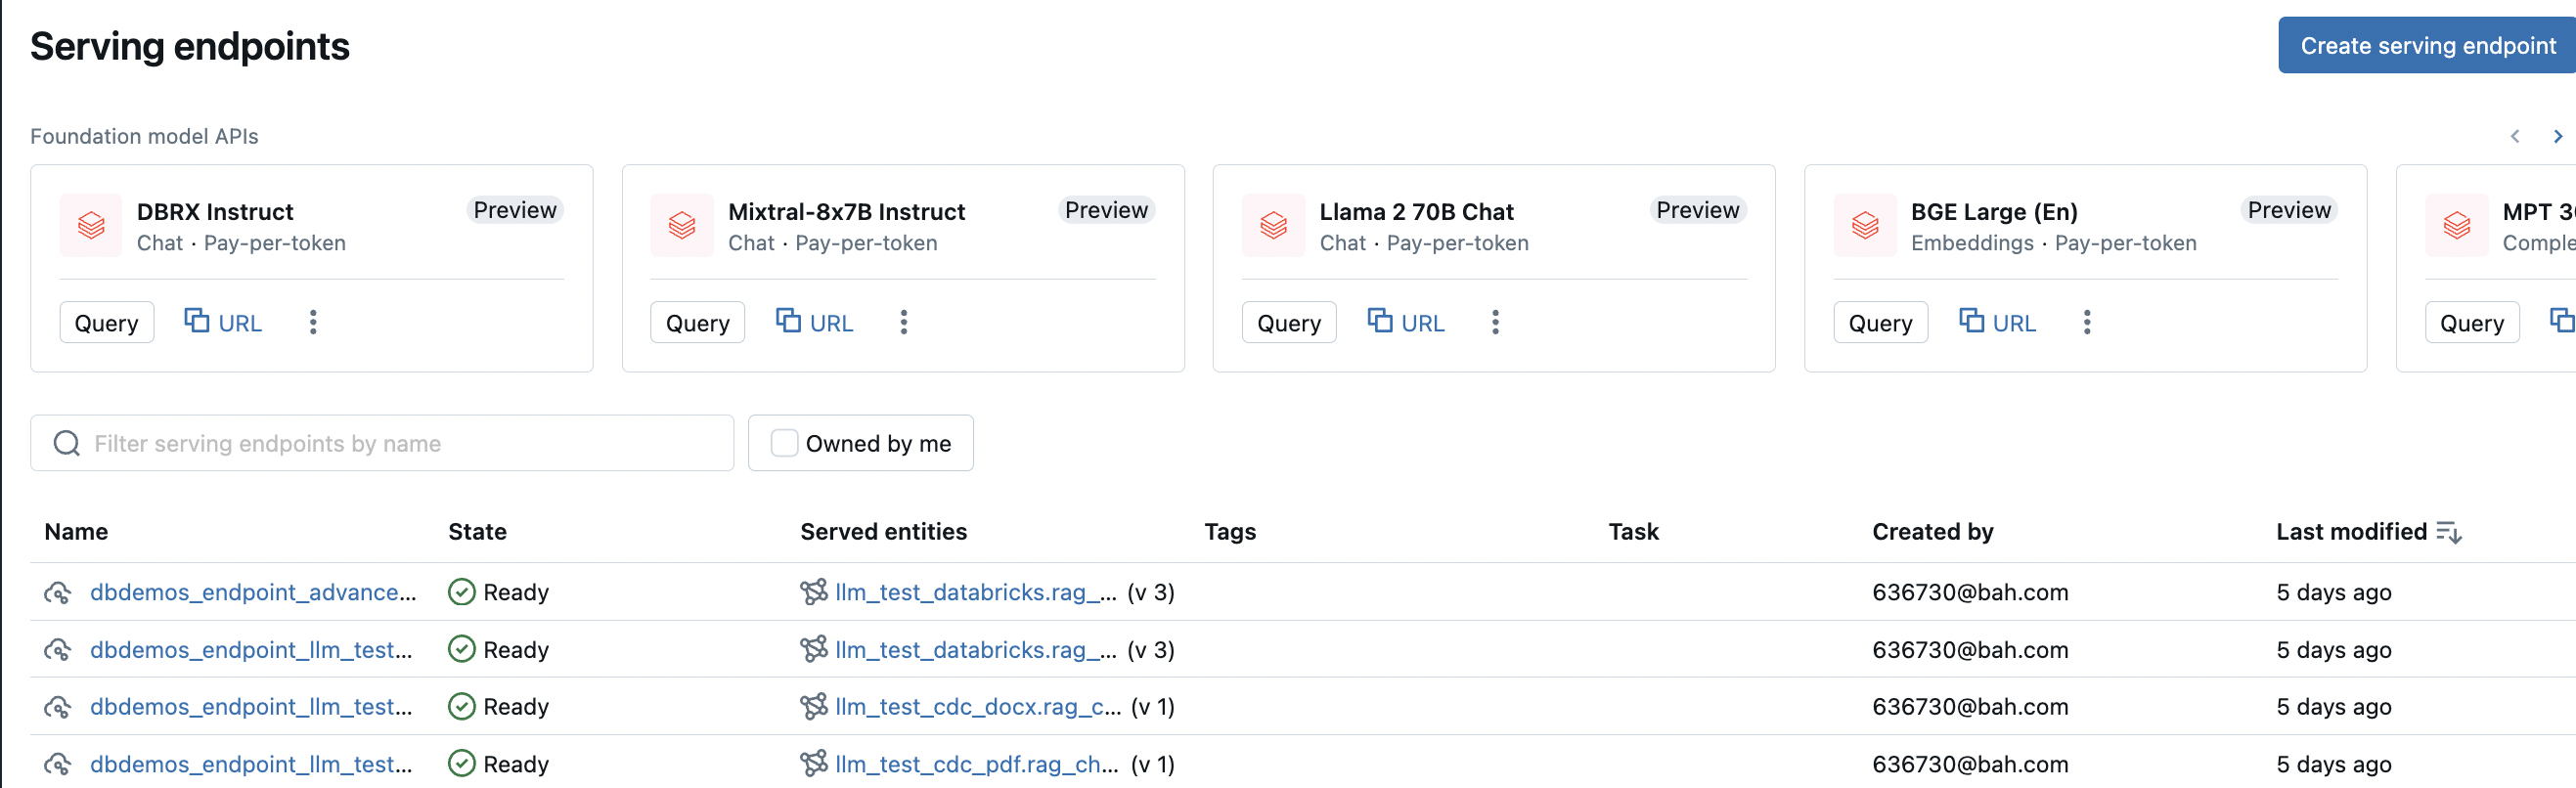 Serving endpoints
Create serving endpoint
Foundation model APIs
DBRX Instruct Preview
Chat · Pay-per-token
Query URL
Mixtral-8x7B Instruct Preview
Chat · Pay-per-token
Query URL
Llama 2 70B Chat Preview
Chat · Pay-per-token
Query URL
BGE Large (En) Preview
Embeddings · Pay-per-token
Query URL
MPT 3
Comple
Query
Filter serving endpoints by name
Owned by me
Name State Served entities Tags Task Created by Last modified
dbdemos_endpoint_advance... Ready llm_test_databricks.rag_... (v 3) 636730@bah.com 5 days ago
dbdemos_endpoint_llm_test... Ready llm_test_databricks.rag_... (v 3) 636730@bah.com 5 days ago
dbdemos_endpoint_llm_test... Ready llm_test_cdc_docx.rag_c... (v 1) 636730@bah.com 5 days ago
dbdemos_endpoint_llm_test... Ready llm_test_cdc_pdf.rag_ch... (v 1) 636730@bah.com 5 days ago